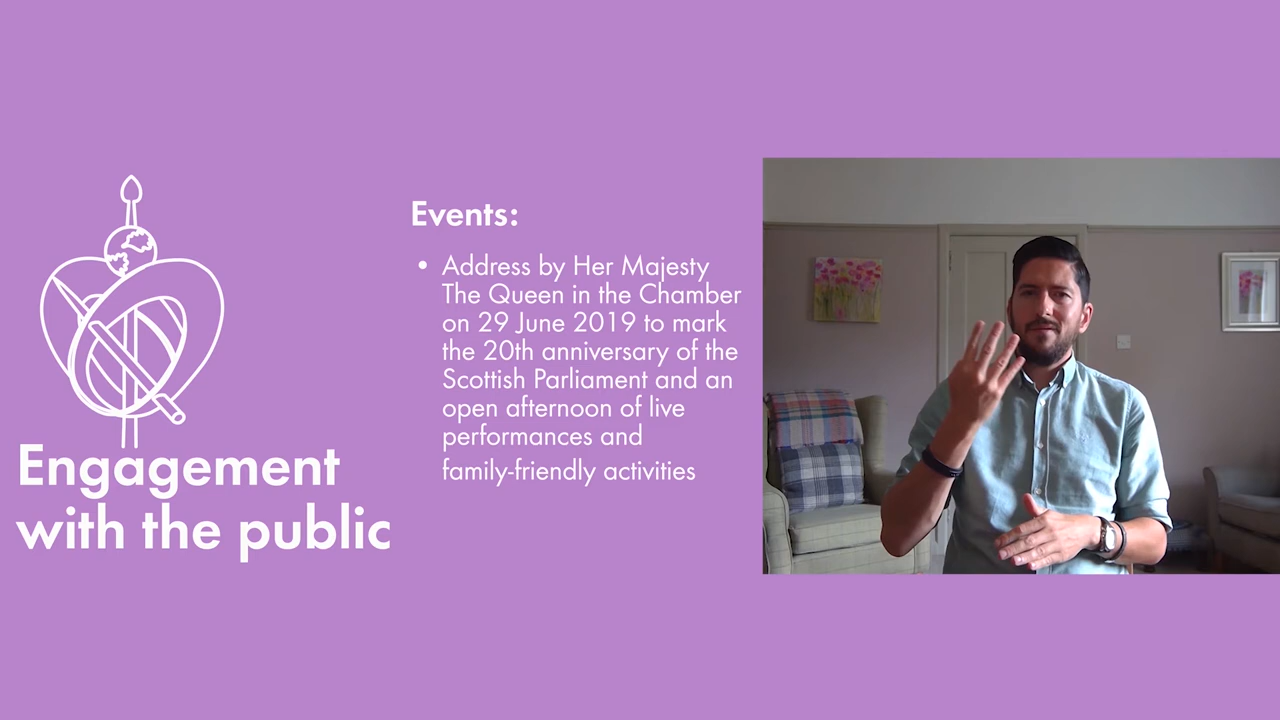 Engagement
with the public
Events:
• Address by Her Majesty
The Queen in the Chamber
on 29 June 2019 to mark
the 20th anniversary of the
Scottish Parliament and an
open afternoon of live
performances and
family-friendly activities